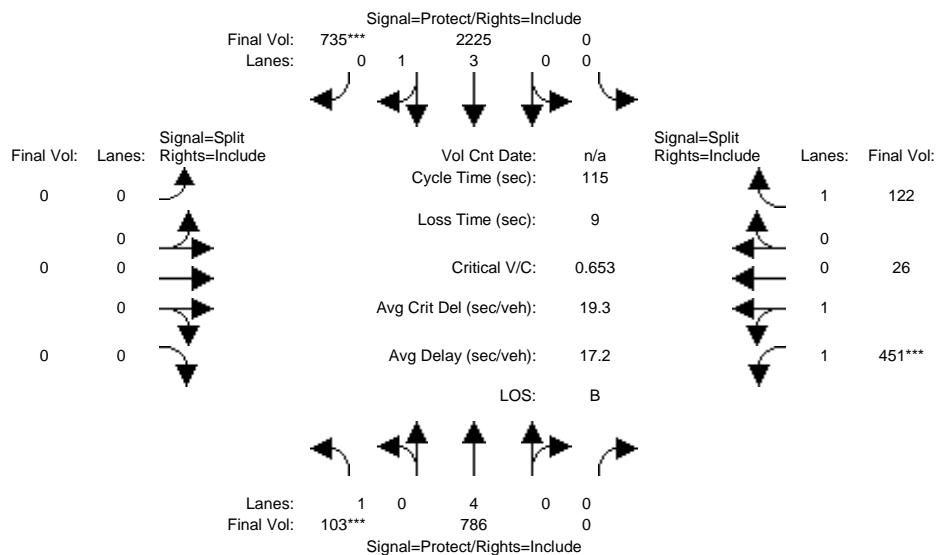 Signal=Protect/Rights=Include
Final Vol: 735*** 2225 0
Lanes: 0 1 3 0 0
Signal=Split
Final Vol: Lanes: Rights=Include
Vol Cnt Date: n/a
Signal=Split
Rights=Include Lanes: Final Vol:
Cycle Time (sec): 115
0 0
1 122
Loss Time (sec): 9
0
0
0 0
Critical V/C: 0.653
0 26
0
Avg Crit Del (sec/veh): 19.3
1
0 0
Avg Delay (sec/veh): 17.2
1 451***
LOS: B
Lanes: 1 0 4 0 0
Final Vol: 103*** 786 0
Signal=Protect/Rights=Include